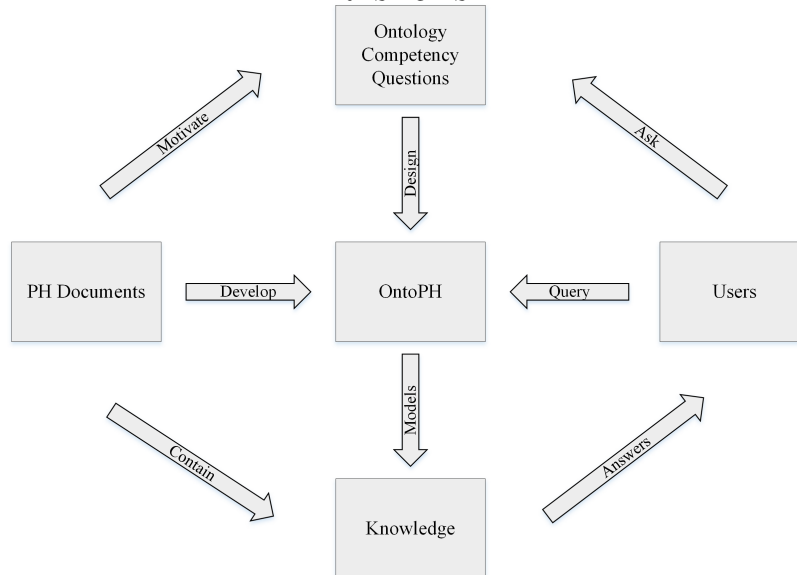 Ontology
Competency
Questions
Motivate
Ask
Design
PH Documents
Develop
OntoPH
Query
Users
Models
Contain
Answers
Knowledge